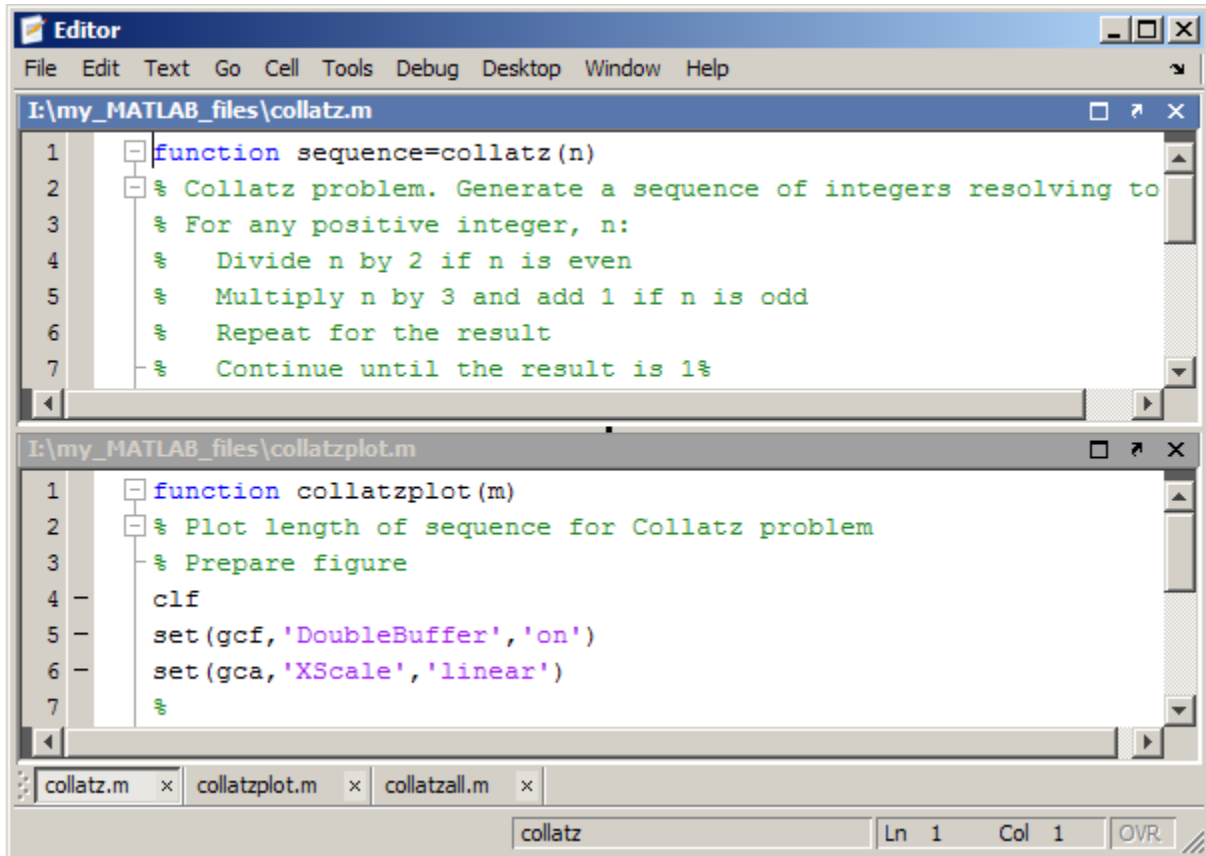 Editor
File Edit Text Go Cell Tools Debug Desktop Window Help
I:\my_MATLAB_files\collatz.m
1 function sequence=collatz(n)
2 % Collatz problem. Generate a sequence of integers resolving to
3 % For any positive integer, n:
4 %   Divide n by 2 if n is even
5 %   Multiply n by 3 and add 1 if n is odd
6 %   Repeat for the result
7 %   Continue until the result is 1%
I:\my_MATLAB_files\collatzplot.m
1 function collatzplot(m)
2 % Plot length of sequence for Collatz problem
3 % Prepare figure
4 – clf
5 – set(gcf,'DoubleBuffer','on')
6 – set(gca,'XScale','linear')
7 %
collatz.m × collatzplot.m × collatzall.m ×
collatz Ln 1 Col 1 OVR